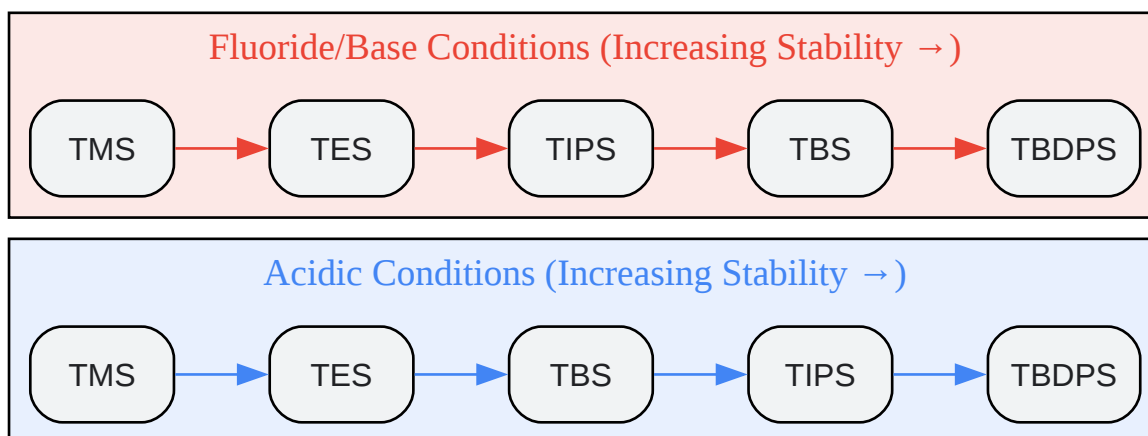 Fluoride/Base Conditions (Increasing Stability →)
TMS TES TIPS TBS TBDPS
Acidic Conditions (Increasing Stability →)
TMS TES TBS TIPS TBDPS